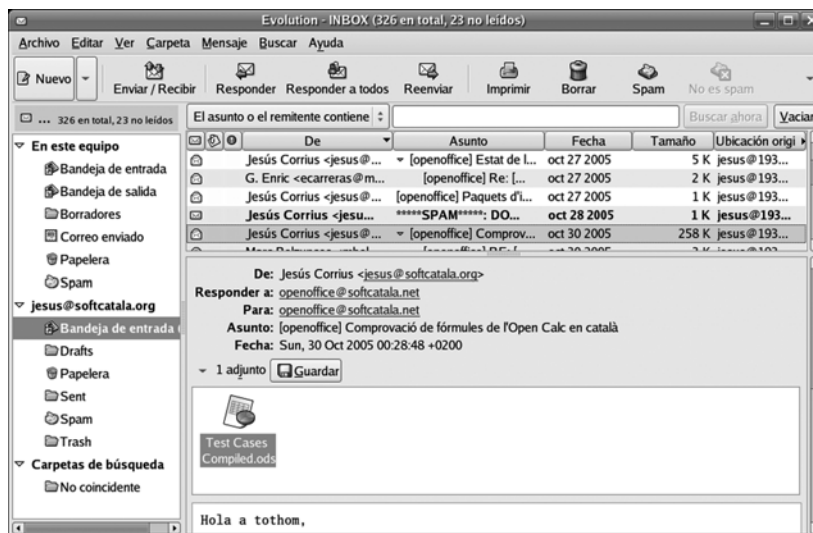 Evolution - INBOX (326 en total, 23 no leídos)
Archivo Editar Ver Carpeta Mensaje Buscar Ayuda
Nuevo Enviar / Recibir Responder Responder a todos Reenviar Imprimir Borrar Spam No es spam
... 326 en total, 23 no leídos
El asunto o el remitente contiene Buscar ahora Vaciar
De Asunto Fecha Tamaño Ubicación origi
Jesús Corrius <jesus@... [openoffice] Estat de l... oct 27 2005 5 K jesus@193...
G. Enric <ecarreras@m... [openoffice] Re: [... oct 27 2005 2 K jesus@193...
Jesús Corrius <jesus@... [openoffice] Paquets d'i... oct 27 2005 1 K jesus@193...
Jesús Corrius <jesu... *****SPAM*****: DO... oct 28 2005 1 K jesus@193...
Jesús Corrius <jesus@... [openoffice] Comprov... oct 30 2005 258 K jesus@193...
En este equipo
Bandeja de entrada
Bandeja de salida
Borradores
Correo enviado
Papelera
Spam
jesus@softcatala.org
Bandeja de entrada
Drafts
Papelera
Sent
Spam
Trash
Carpetas de búsqueda
No coincidente
De: Jesús Corrius <jesus@softcatala.org>
Responder a: openoffice@softcatala.net
Para: openoffice@softcatala.net
Asunto: [openoffice] Comprovació de fórmules de l'Open Calc en català
Fecha: Sun, 30 Oct 2005 00:28:48 +0200
1 adjunto Guardar
Test Cases
Compiled.ods
Hola a tothom,